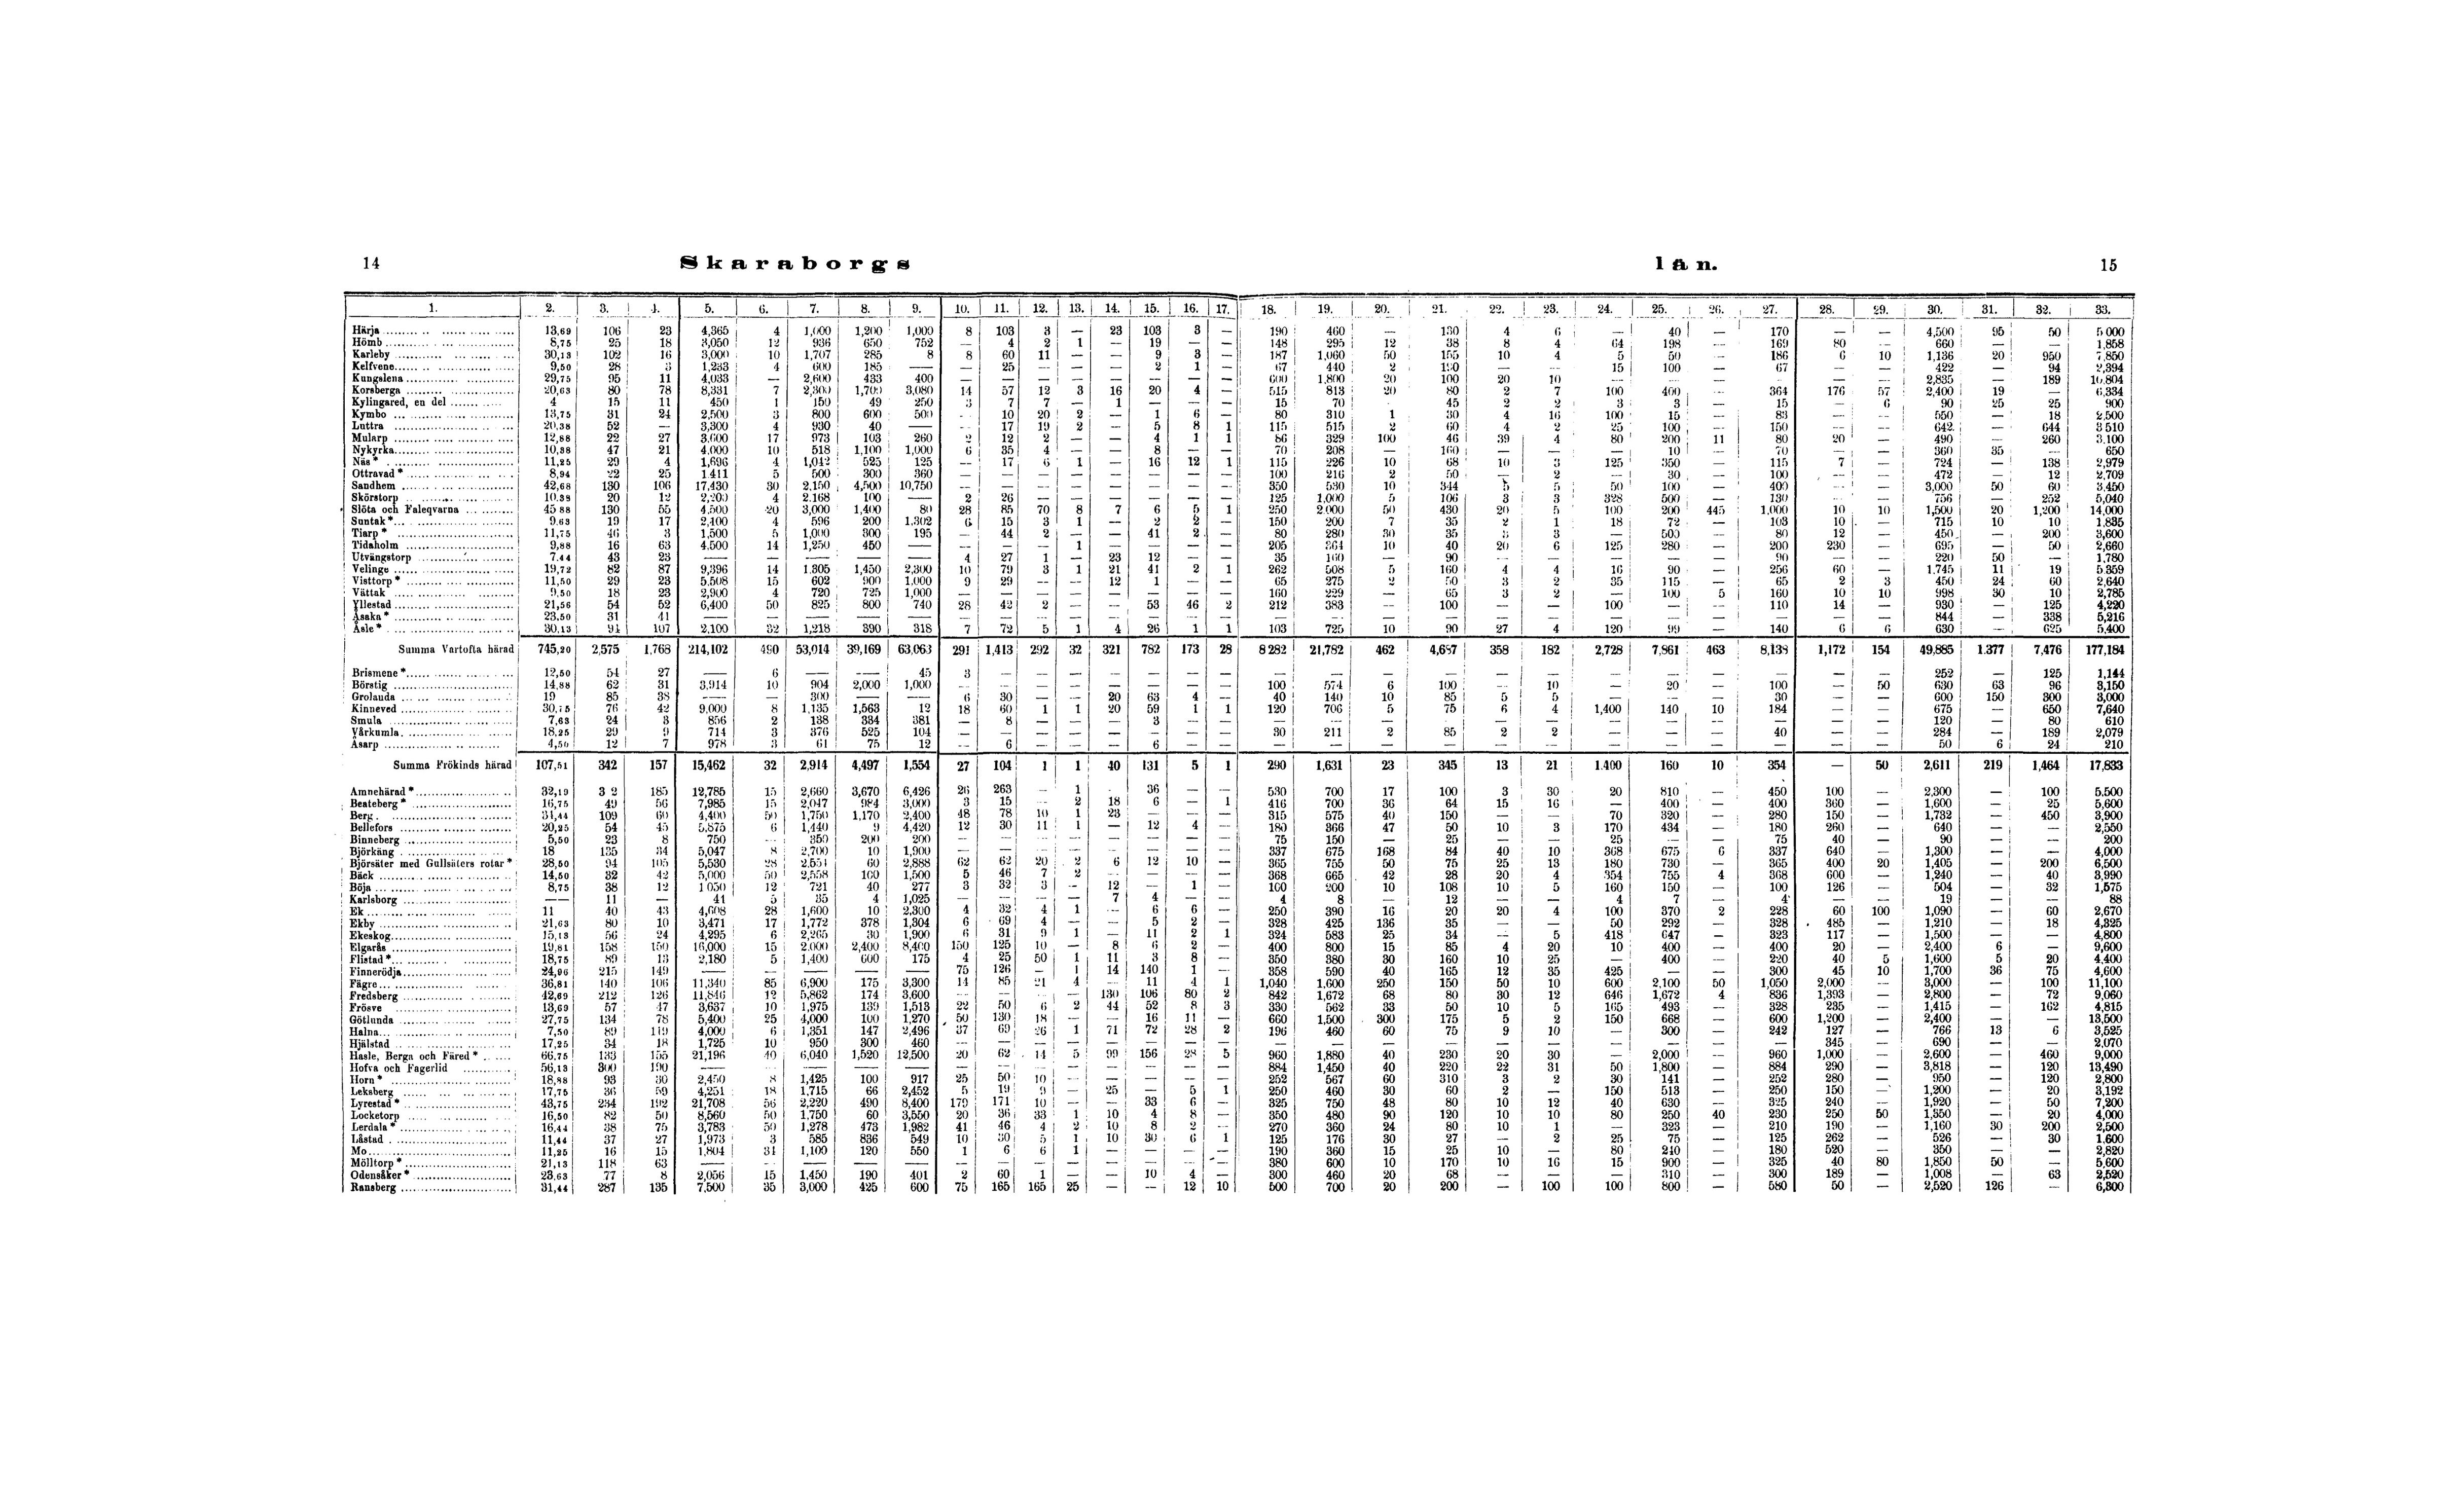 14 Skaraborgs län. 15
1. 2. 3. 4. 5. 6. 7. 8. 9. 10. 11. 12. 13. 14. 15. 16. 17. 18. 19. 20. 21. 22. 23. 24. 25. 26. 27. 28. 29. 30. 31. 32. 33.
Härja 13,69 106 23 4,365 4 1,000 1,200 1,000 8 103 3 — 23 103 3 — 190 460 — 130 4 6 — 40 — 170 — — 4,500 95 50 5 000
Hömb 8,75 25 18 3,050 12 936 650 752 — 4 2 1 — 19 — — 148 295 12 38 8 4 64 198 — 169 80 — 660 — — 1,858
Karleby 30,13 102 16 3,000 10 1,707 285 8 8 60 11 — — 9 3 — 187 1,060 50 155 10 4 5 50 — 186 6 10 1,136 20 950 7,850
Kelfvene 9,50 28 3 1,233 4 600 185 — — 25 — — — 2 1 — 67 440 2 130 — — 15 100 — 67 — — 422 — 94 2,394
Kungslena 29,75 95 11 4,033 — 2,600 433 400 — — — — — — — — 600 1,800 20 100 20 10 — — — — — — 2,835 — 189 10,804
Korsberga 20,63 80 78 8,331 7 2,300 1,700 3,080 14 57 12 3 16 20 4 — 515 813 20 80 2 7 100 400 — 364 176 57 2,400 19 — 6,334
Kylingared, en del 4 15 11 450 1 150 49 250 3 7 7 — 1 — — — 15 70 — 45 2 2 3 3 — 15 — 6 90 25 25 900
Kymbo 13,75 31 24 2,500 3 800 600 500 — 10 20 2 — 1 6 — 80 310 1 30 4 16 100 15 — 83 — — 550 — 18 2,500
Luttra 20,38 52 — 3,300 4 930 40 — — 17 19 2 — 5 8 1 115 515 2 60 4 2 25 100 — 150 — — 642 — 644 3 510
Mularp 12,88 22 27 3,600 17 973 103 260 2 12 2 — — 4 1 1 86 329 100 46 39 4 80 200 11 80 20 — 490 — 260 3,100
Nykyrka 10,38 47 21 4,000 10 518 1,100 1,000 6 35 4 — — 8 — — 70 208 — 160 — — — 10 — 70 — — 360 35 — 650
Näs * 11,25 29 4 1,696 4 1,042 525 125 — 17 6 1 — 16 12 1 115 226 10 68 10 3 125 350 — 115 7 — 724 — 138 2,979
Ottravad * 8,94 22 25 1 411 5 500 300 360 — — — — — — — — 100 216 2 50 — 2 — 30 — 100 — — 472 — 12 2,709
Sandhem 42,68 130 106 17,430 30 2,150 4,500 10,750 — — — — — — — — 350 530 10 344 5 5 50 100 — 400 — — 3,000 50 60 3,450
Skörstorp 10,38 20 12 2,200 4 2,168 100 — 2 26 — — — — — — 125 1,000 5 106 3 3 328 500 — 130 — — 756 — 252 5,040
Slöta och Faleqvarna 45 88 130 55 4,500 20 3,000 1,400 80 28 85 70 8 7 6 5 1 250 2 000 50 430 20 5 100 200 445 1,000 10 10 1,500 20 1,200 14,000
Suntak * 9,63 19 17 2,400 4 596 200 1,302 6 15 3 1 — 2 2 — 150 200 7 35 2 1 18 72 — 103 10 — 715 10 10 1,835
Tiarp * 11,75 46 3 1,500 5 1,000 300 195 — 44 2 — — 41 2 — 80 280 30 35 3 3 — 500 — 80 12 — 450 — 200 3,600
Tidaholm 9,88 16 63 4,500 14 1,250 450 — — — — 1 — — — — 205 364 10 40 20 6 125 280 — 200 230 — 695 — 50 2,660
Utvängstorp 7,44 43 23 — — — — — 4 27 1 — 23 12 — — 35 160 — 90 — — — — — 90 — — 220 50 — 1,780
Velinge 19,72 82 87 9,396 14 1,305 1,450 2,300 10 79 3 1 21 41 2 1 262 508 5 160 4 4 16 90 — 256 60 — 1,745 11 19 5 359
Visttorp * 11,50 29 23 5,508 15 602 900 1,000 9 29 — — 12 1 — — 65 275 2 50 3 2 35 115 — 65 2 3 450 24 60 2,640
Vättak 9,50 18 23 2,900 4 720 725 1,000 — — — — — — — — 160 229 — 65 3 2 — 100 5 160 10 10 998 30 10 2,785
Yllestad 21,56 54 52 6,400 50 825 800 740 28 42 2 — — 53 46 2 212 383 — 100 — — 100 — — 110 14 — 930 — 125 4,220
Åsaka * 23,50 31 41 — — — — — — — — — — — — — — — — — — — — — — — — — 844 — 338 5,216
Åsle * 30,13 91 107 2,100 32 1,218 390 318 7 72 5 1 4 26 1 1 103 725 10 90 27 4 120 99 — 140 6 6 630 — 625 5,400
Summa Vartofta härad 745,20 2,575 1,768 214,102 490 53,014 39,169 63,063 291 1,413 292 32 321 782 173 28 8 282 21,782 462 4,687 358 182 2,728 7,861 463 8,138 1,172 154 49,885 1.377 7,476 177,184
Brismene * 12,50 54 27 — 6 — — 45 3 — — — — — — — — — — — — — — — — — — — 252 — 125 1,144
Börstig 14,88 62 31 3,914 10 904 2,000 1,000 — — — — — — — — 100 574 6 100 — 10 — 20 — 100 — 50 630 63 96 3,150
Grolauda 19 85 38 — — 300 — — 6 30 — — 20 63 4 — 40 140 10 85 5 5 — — — 30 — — 600 150 300 3,000
Kinneved 30,75 76 42 9,000 8 1,135 1,563 12 18 60 1 1 20 59 1 1 120 706 5 75 6 4 1,400 140 10 184 — — 675 — 650 7,640
Smula 7,63 24 3 856 2 138 334 381 — 8 — — — 3 — — — — — — — — — — — — — — 120 — 80 610
Vårkumla 18,25 29 9 714 3 376 525 104 — — — — — — — — 30 211 2 85 2 2 — — — 40 — — 284 — 189 2,079
Åsarp 4,50 12 7 978 3 61 75 12 — 6 — — — 6 — — — — — — — — — — — — — — 50 6 24 210
Summa Frökinds härad 107,51 342 157 15,462 32 2,914 4,497 1,554 27 104 1 1 40 131 5 1 290 1,631 23 345 13 21 1.400 160 10 354 — 50 2,611 219 1,464 17,833
Amnehärad * 32,19 3 2 185 12,785 15 2,660 3,670 6,426 26 263 — 1 — 36 — — 530 700 17 100 3 30 20 810 — 450 100 — 2,300 — 100 5,500
Beateberg * 16,75 49 56 7,985 15 2,047 984 3,000 3 15 — 2 18 6 — 1 416 700 36 64 15 16 — 400 — 400 360 — 1,600 — 25 5,600
Berg 31,44 109 60 4,400 50 1,750 1,170 2,400 48 78 10 1 23 — — — 315 575 40 150 — — 70 320 — 280 150 — 1,732 — 450 3,900
Bellefors 20,25 54 45 5,875 6 1,440 9 4,420 12 30 11 1 — 12 4 — 180 366 47 50 10 3 170 434 — 180 260 — 640 — — 2,550
Binneberg 5,50 23 8 750 — 350 200 200 — — — — — — — — 75 150 — 25 — — 25 — — 75 40 — 90 — — 200
Björkäng 18 135 34 5,047 8 2,700 10 1,900 — — — — — — — — 337 675 168 84 40 10 368 675 6 337 640 — 1,300 — — 4,000
Björsäter med Gullsäters rotar * 28,50 94 105 5,530 28 2,551 60 2,888 62 62 20 2 6 12 10 — 365 755 50 75 25 13 180 730 — 365 400 20 1,405 — 200 6,500
Bäck 14,50 32 42 5,000 50 2,558 100 1,500 5 46 7 2 — — — — 368 665 42 28 20 4 354 755 4 368 600 — 1,240 — 40 3,990
Böja 8,75 38 12 1 050 12 721 40 277 3 32 3 — 12 — 1 — 100 200 10 108 10 5 160 150 — 100 126 — 504 — 32 1,575
Karlsborg — 11 — 41 5 35 4 1,025 — — — — 7 4 — — 4 8 — 12 — — 4 7 — 4 — — 19 — — 88
Ek 11 40 43 4,608 28 1,600 10 2,300 4 32 4 1 — 6 6 — 250 390 16 20 20 4 100 370 2 228 60 100 1,090 — 60 2,670
Ekby 21,63 80 10 3,471 17 1,772 378 1,304 6 69 4 — — 5 2 — 328 425 136 35 — — 50 292 — 328 485 — 1,210 — 18 4,325
Ekeskog 15,13 56 24 4,295 6 2,265 30 1,900 6 31 9 1 — 11 2 1 324 583 25 34 — 5 418 647 — 323 117 — 1,500 — — 4,800
Elgarås 19,81 158 150 16,000 15 2,000 2,400 8,400 150 125 10 — 8 6 2 — 400 800 15 85 4 20 10 400 — 400 20 — 2,400 6 — 9,600
Flistad * 18,75 89 13 2,180 5 1,400 600 175 4 25 50 1 11 3 8 — 350 380 30 160 10 25 — 400 — 220 40 5 1,600 5 20 4,400
Finnerödja 24,96 215 149 — — — — — 75 126 — 1 14 140 1 — 358 590 40 165 12 35 425 — — 300 45 10 1,700 36 75 4,600
Fägre 36,81 140 106 11,340 85 6,900 175 3,300 14 85 21 4 — 11 4 1 1,040 1,600 250 150 50 10 600 2,100 50 1,050 2,000 — 3,000 — 100 11,100
Fredsberg 42,69 212 126 11,846 12 5,862 174 3,600 — — — — 130 106 80 2 842 1,672 68 80 30 12 646 1,672 4 836 1,393 — 2,800 — 72 9,060
Frösve 13,69 57 47 3,637 10 1,975 139 1,513 22 50 6 2 44 52 8 3 330 562 33 50 10 5 165 493 — 328 235 — 1,415 — 162 4,815
Götlunda 27,75 134 78 5,400 25 4,000 100 1,270 50 130 18 — — 16 11 — 660 1,500 300 175 5 2 150 668 — 600 1,200 — 2,400 — — 13,500
Halna 7,50 89 119 4,000 6 1,351 147 2,496 37 69 26 1 71 72 28 2 196 460 60 75 9 10 — 300 — 242 127 — 766 13 6 3,525
Hjälstad 17,25 34 18 1,725 10 950 300 460 — — — — — — — — — — — — — — — — — — 345 — 690 — — 2,070
Hasle, Berga och Färed * 66,75 133 155 21,196 40 6,040 1,520 12,500 20 62 14 5 99 156 28 5 960 1,880 40 230 20 30 — 2,000 — 960 1,000 — 2,600 — 460 9,000
Hofva och Fagerlid 56,13 300 190 — — — — — — — — — — — — — 884 1,450 40 220 22 31 50 1,800 — 884 290 — 3,818 — 120 13,490
Horn * 18,88 93 30 2,450 8 1,425 100 917 25 50 10 — — — — — 252 567 60 310 3 2 30 141 — 252 280 — 950 — 120 2,800
Leksberg 17,75 36 59 4,251 18 1,715 66 2,452 5 19 9 — 25 — 5 1 250 460 30 60 2 — 150 513 — 250 150 — 1,200 — 20 3,192
Lyrestad * 43,75 234 192 21,708 56 2,220 490 8,400 179 171 10 — — 33 6 — 325 750 48 80 10 12 40 630 — 325 240 — 1,920 — 50 7,200
Locketorp 16,50 82 50 8,560 50 1,750 60 3,550 20 36 33 1 10 4 8 — 350 480 90 120 10 10 80 250 40 230 250 50 1,350 — 20 4,000
Lerdala * 16,44 38 75 3,783 50 1,278 473 1,982 41 46 4 2 10 8 2 — 270 360 24 80 10 1 — 323 — 210 190 — 1,160 30 200 2,500
Låstad 11,44 37 27 1,973 3 585 836 549 10 30 5 1 10 30 6 1 125 176 30 27 — 2 25 75 — 125 262 — 526 — 30 1.600
Mo 11,25 16 15 1,804 31 1,100 120 550 1 6 6 1 — — — — 190 360 15 25 10 — 80 240 — 180 520 — 350 — — 2,820
Mölltorp * 21,13 118 63 — — — — — — — — — — — — — 380 600 10 170 10 16 15 900 — 325 40 80 1,850 50 — 5,600
Odensåker * 23,63 77 8 2,056 15 1,450 190 401 2 60 1 — — 10 4 — 300 460 20 68 — — — 310 — 300 189 — 1,008 — 63 2,520
Ransberg 31,44 287 135 7,500 35 3,000 425 600 75 165 165 25 — — 12 10 500 700 20 200 — 100 100 800 — 580 50 — 2,520 126 — 6,300